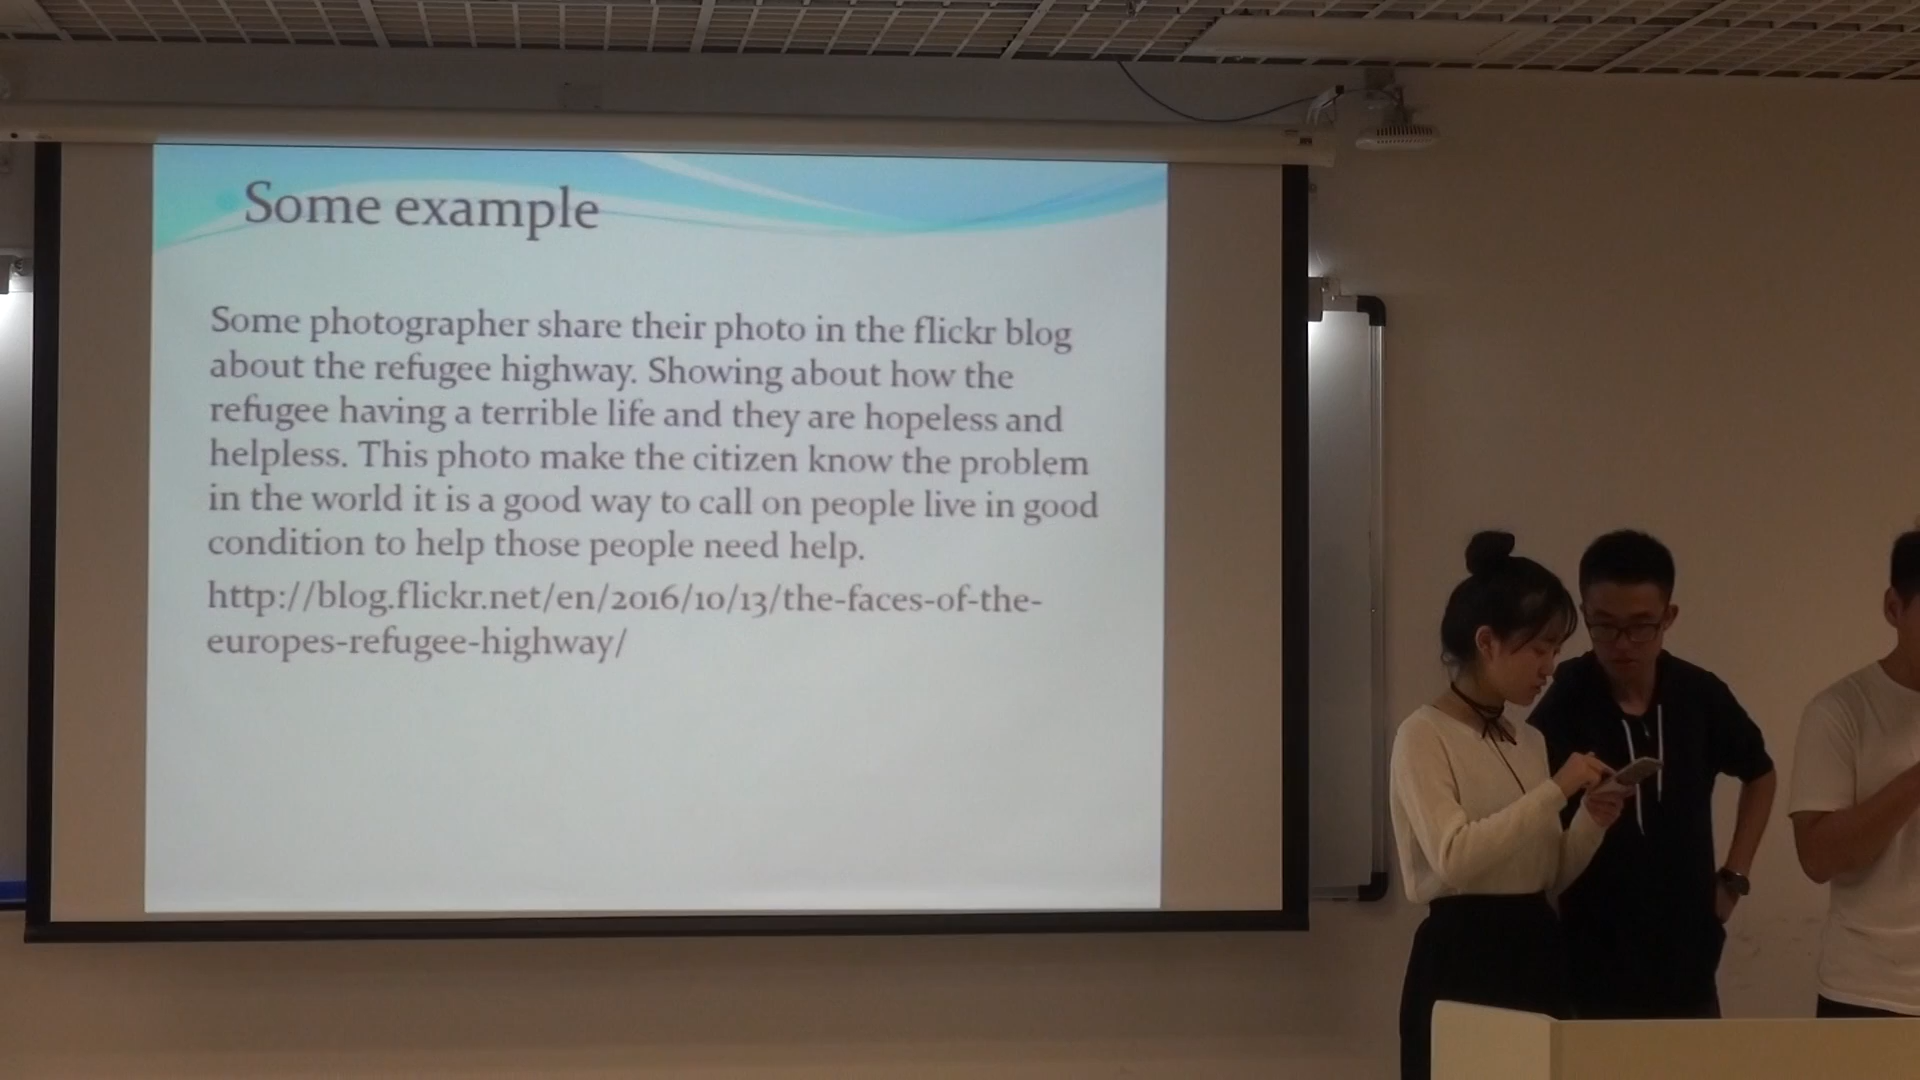 Some example
Some photographer share their photo in the flickr blog
about the refugee highway. Showing about how the
refugee having a terrible life and they are hopeless and
helpless. This photo make the citizen know the problem
in the world it is a good way to call on people live in good
condition to help those people need help.
http://blog.flickr.net/en/2016/10/13/the-faces-of-the-
europes-refugee-highway/